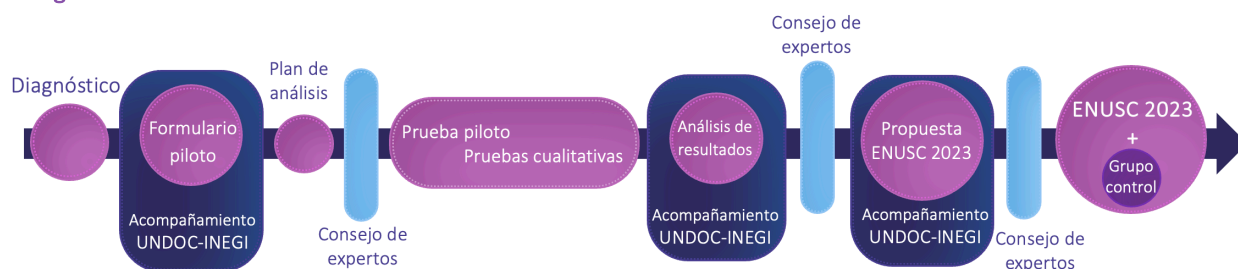 Diagnóstico
Formulario
piloto
Acompañamiento
UNDOC-INEGI
Plan de
análisis
Consejo de
expertos
Prueba piloto
Pruebas cualitativas
Análisis de
resultados
Acompañamiento
UNDOC-INEGI
Consejo de
expertos
Propuesta
ENUSC 2023
Acompañamiento
UNDOC-INEGI
Consejo de
expertos
ENUSC 2023
+
Grupo
control